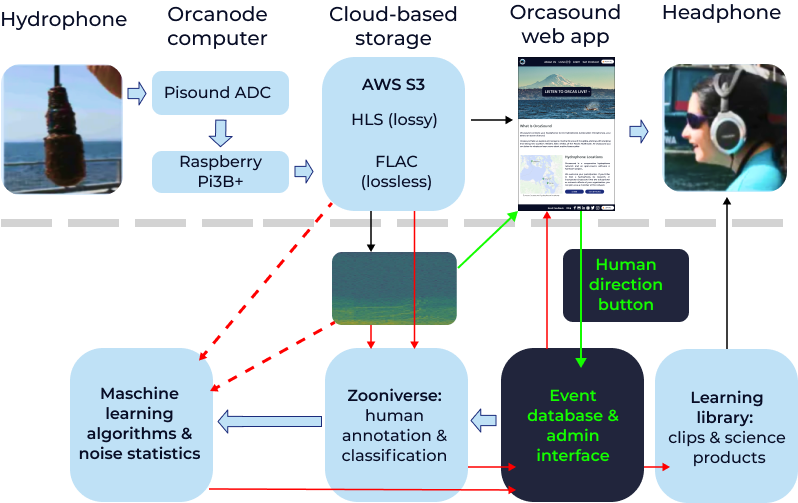 Hydrophone
Orcanode
computer
Cloud-based
storage
Orcasound
web app
Headphone
Pisound ADC
Raspberry
Pi3B+
AWS S3
HLS (lossy)
FLAC
(lossless)
LISTEN TO ORCAS LIVE!
What is Orcasound?
Hydrophone Locations
Human
direction
button
Maschine
learning
algorithms &
noise statistics
Zooniverse:
human
annotation &
classification
Event
database &
admin
interface
Learning
library:
clips & science
products